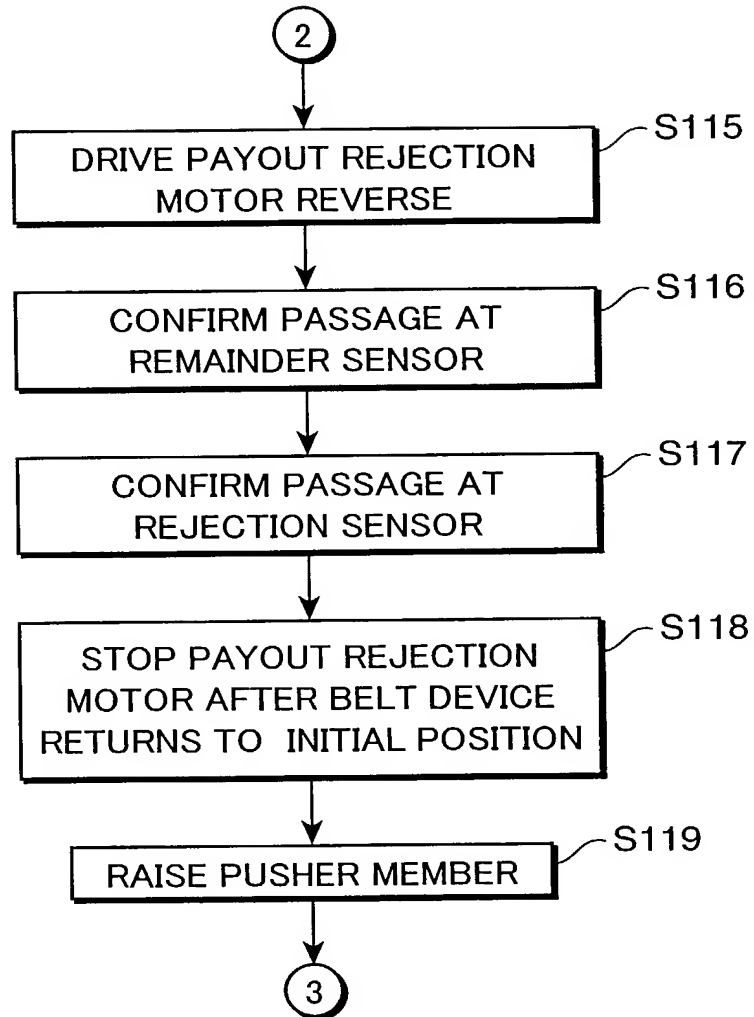 2
S115
DRIVE PAYOUT REJECTION
MOTOR REVERSE
S116
CONFIRM PASSAGE AT
REMAINDER SENSOR
S117
CONFIRM PASSAGE AT
REJECTION SENSOR
S118
STOP PAYOUT REJECTION
MOTOR AFTER BELT DEVICE
RETURNS TO INITIAL POSITION
S119
RAISE PUSHER MEMBER
3